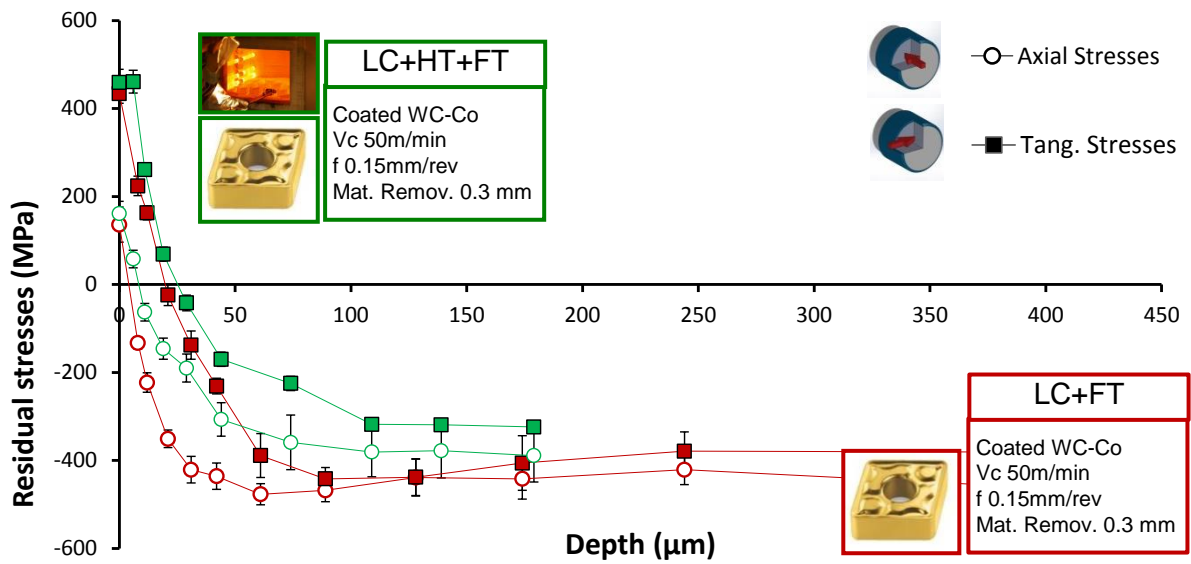 600
400
200
0
-200
-400
-600
0
50
100
150
200
250
300
350
400
450
Residual stresses (MPa)
Depth (µm)
LC+HT+FT
Coated WC-Co
Vc 50m/min
f 0.15mm/rev
Mat. Remov. 0.3 mm
Axial Stresses
Tang. Stresses
LC+FT
Coated WC-Co
Vc 50m/min
f 0.15mm/rev
Mat. Remov. 0.3 mm